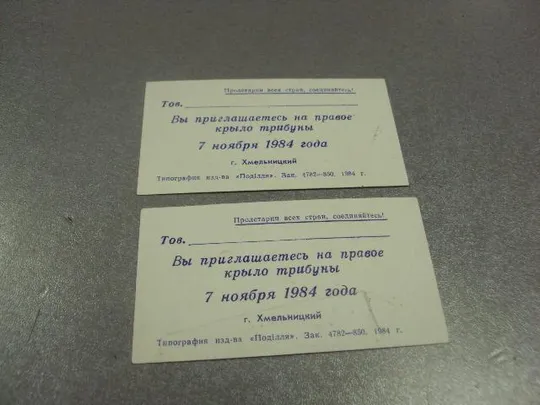 Пролетарии всех стран, соединяйтесь!
Тов.
Вы приглашаетесь на правое
крыло трибуны
7 ноября 1984 года
г. Хмельницкий
Типография изд-ва «Поділля». Зак. 4782—850. 1984 г.
Пролетарии всех стран, соединяйтесь!
Тов.
Вы приглашаетесь на правое
крыло трибуны
7 ноября 1984 года
г. Хмельницкий
Типография изд-ва «Поділля». Зак. 4782—850. 1984 г.